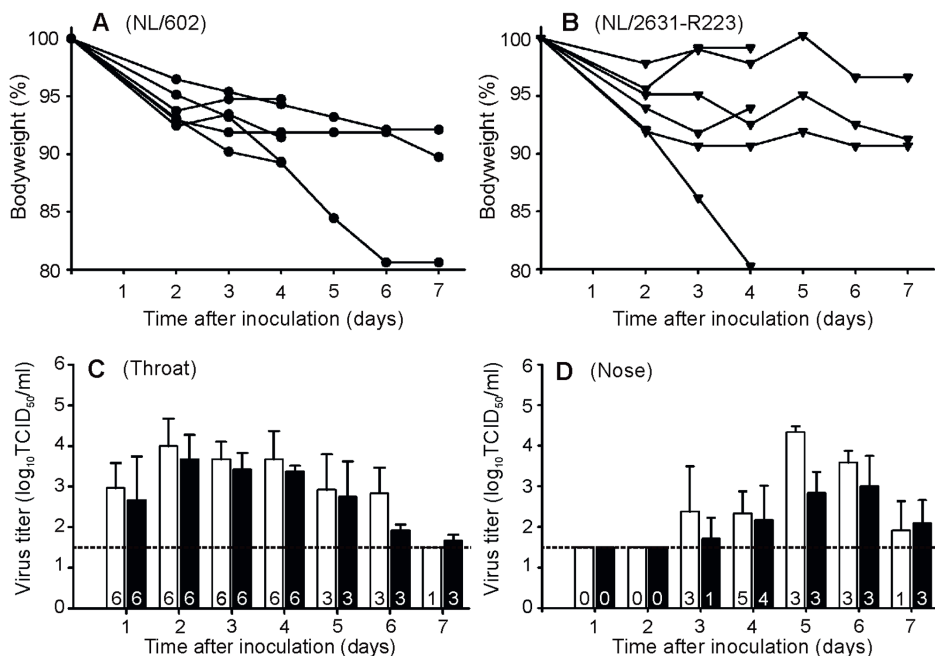 A (NL/602)
100
95
90
85
80
Bodyweight (%)
1 2 3 4 5 6 7
Time after inoculation (days)
B (NL/2631-R223)
100
95
90
85
80
Bodyweight (%)
1 2 3 4 5 6 7
Time after inoculation (days)
C (Throat)
6
5
4
3
2
1
0
Virus titer (log10TCID50/ml)
6 6 6 6 6 6 6 6 3 3 3 3 1 3
1 2 3 4 5 6 7
Time after inoculation (days)
D (Nose)
6
5
4
3
2
1
0
Virus titer (log10TCID50/ml)
0 0 0 0 3 1 5 4 3 3 3 3 1 3
1 2 3 4 5 6 7
Time after inoculation (days)